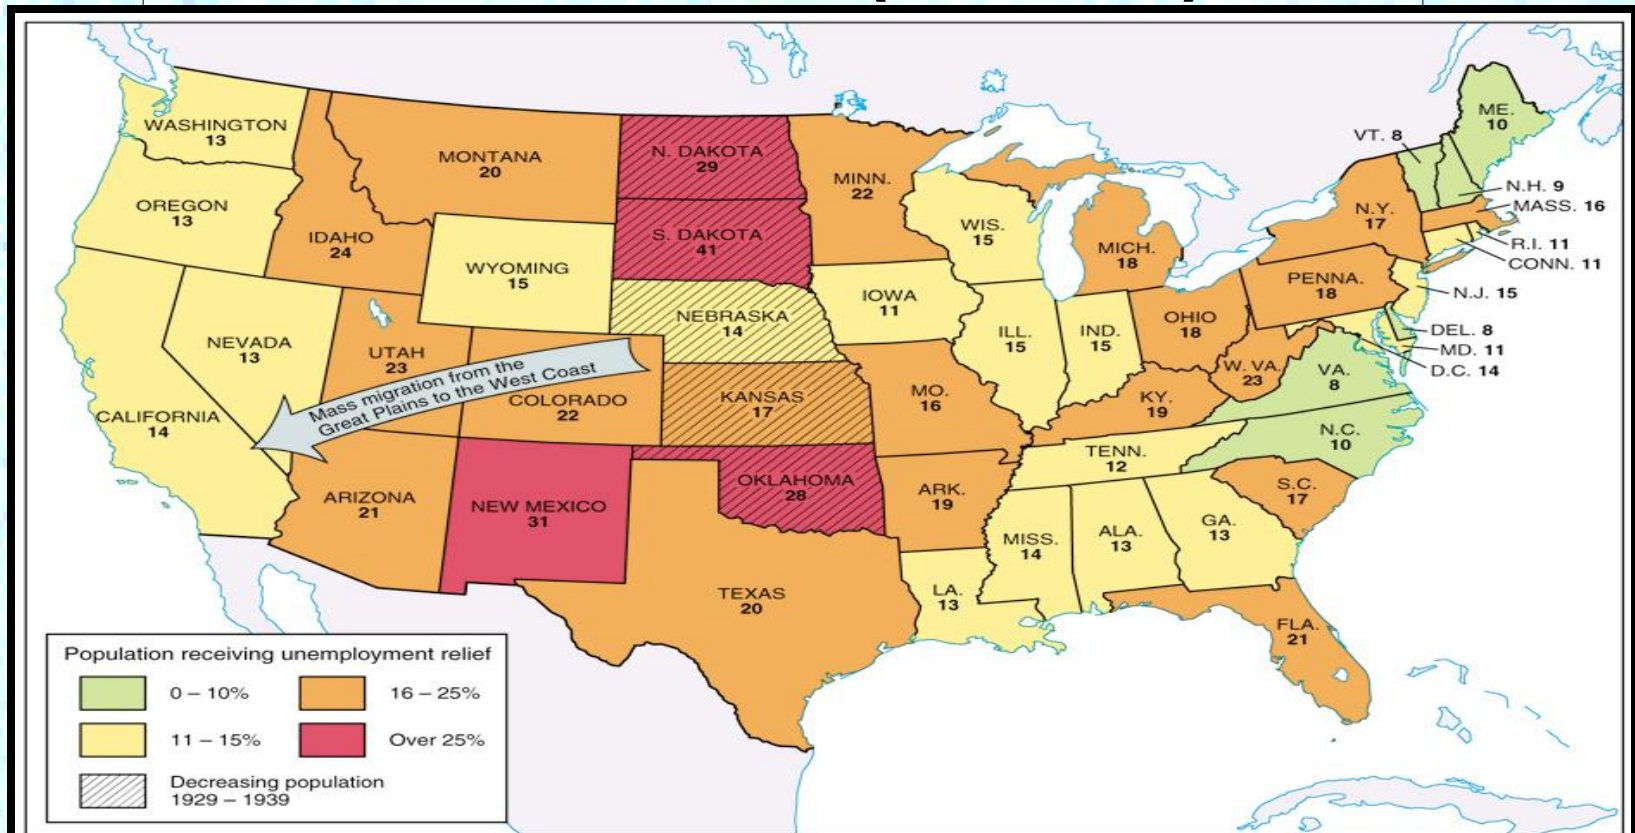 WASHINGTON
13
OREGON
13
CALIFORNIA
14
NEVADA
13
IDAHO
24
MONTANA
20
WYOMING
15
UTAH
23
COLORADO
22
ARIZONA
21
NEW MEXICO
31
N. DAKOTA
29
S. DAKOTA
41
NEBRASKA
14
KANSAS
17
OKLAHOMA
28
TEXAS
20
MINN.
22
IOWA
11
MO.
16
ARK.
19
LA.
13
WIS.
15
ILL.
15
MICH.
18
IND.
15
OHIO
18
KY.
19
TENN.
12
MISS.
14
ALA.
13
GA.
13
FLA.
21
S.C.
17
N.C.
10
VA.
8
W. VA.
23
PENNA.
18
N.Y.
17
VT. 8
ME.
10
N.H. 9
MASS. 16
R.I. 11
CONN. 11
N.J. 15
DEL. 8
MD. 11
D.C. 14
Mass migration from the
Great Plains to the West Coast
Population receiving unemployment relief
0 – 10%
16 – 25%
11 – 15%
Over 25%
Decreasing population
1929 – 1939